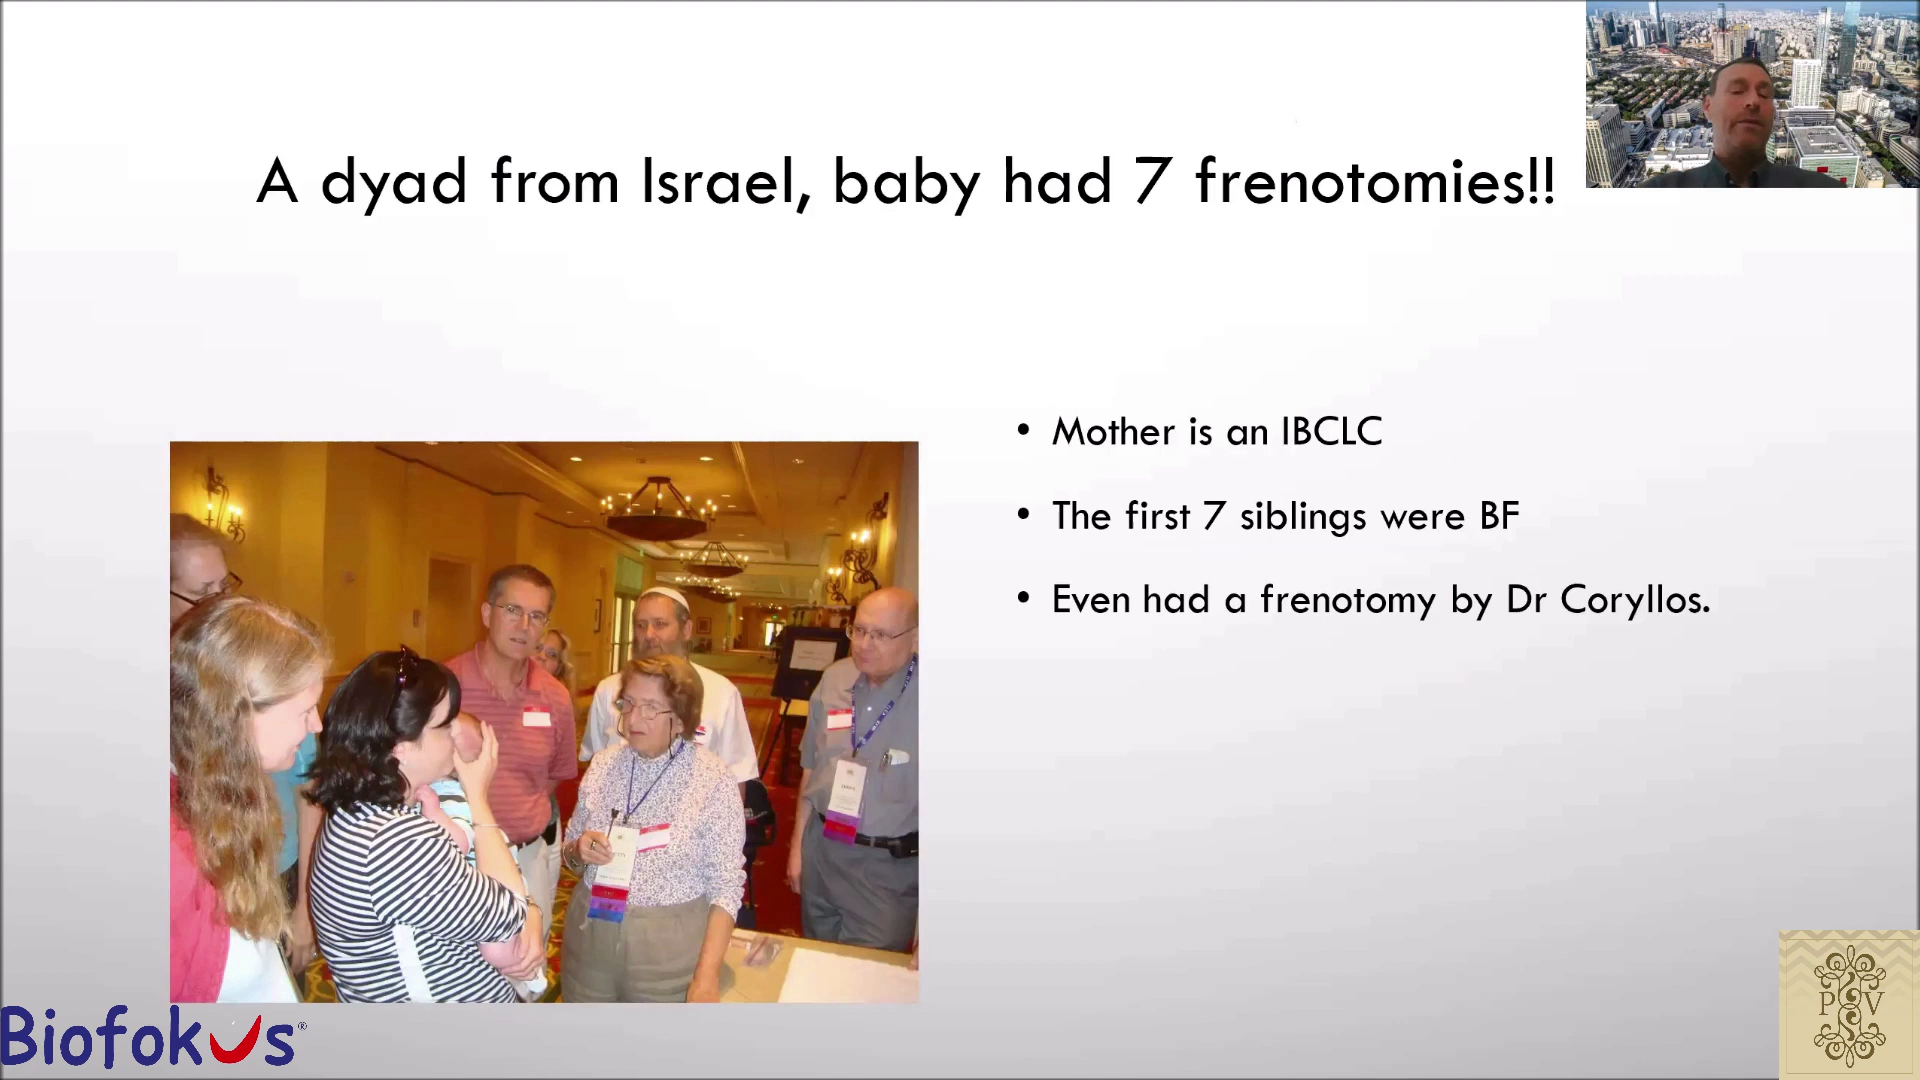 A dyad from Israel, baby had 7 frenotomies!!
• Mother is an IBCLC
• The first 7 siblings were BF
• Even had a frenotomy by Dr Coryllos.
Biofokus®
P S V